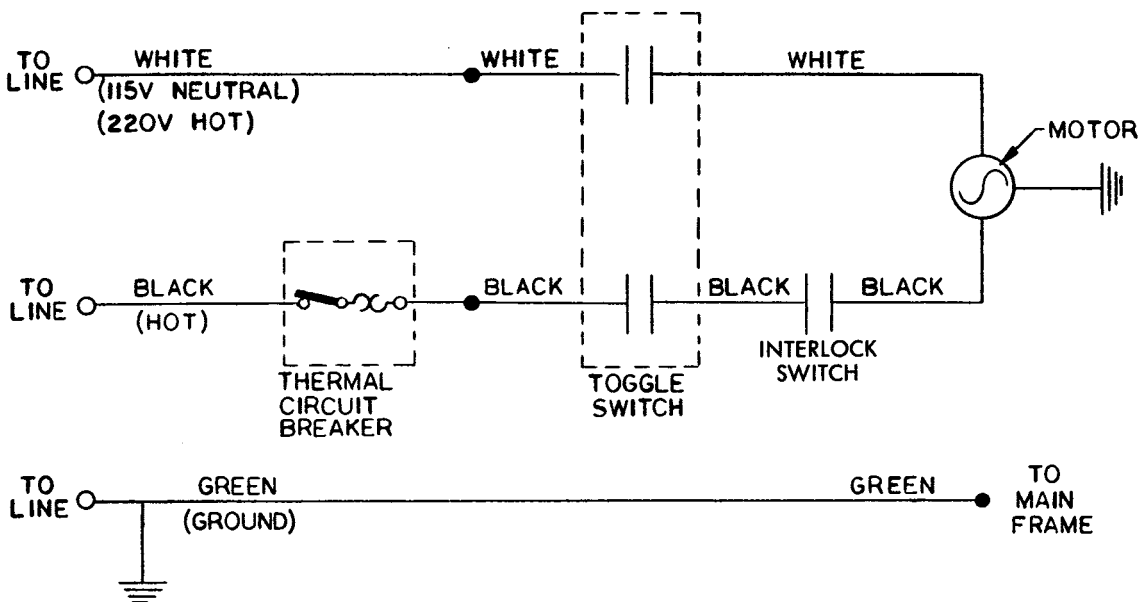 TO
LINE
WHITE
(115V NEUTRAL)
(220V HOT)
WHITE
WHITE
MOTOR
TO
LINE
BLACK
(HOT)
BLACK
BLACK
BLACK
THERMAL
CIRCUIT
BREAKER
TOGGLE
SWITCH
INTERLOCK
SWITCH
TO
LINE
GREEN
(GROUND)
GREEN
TO
MAIN
FRAME